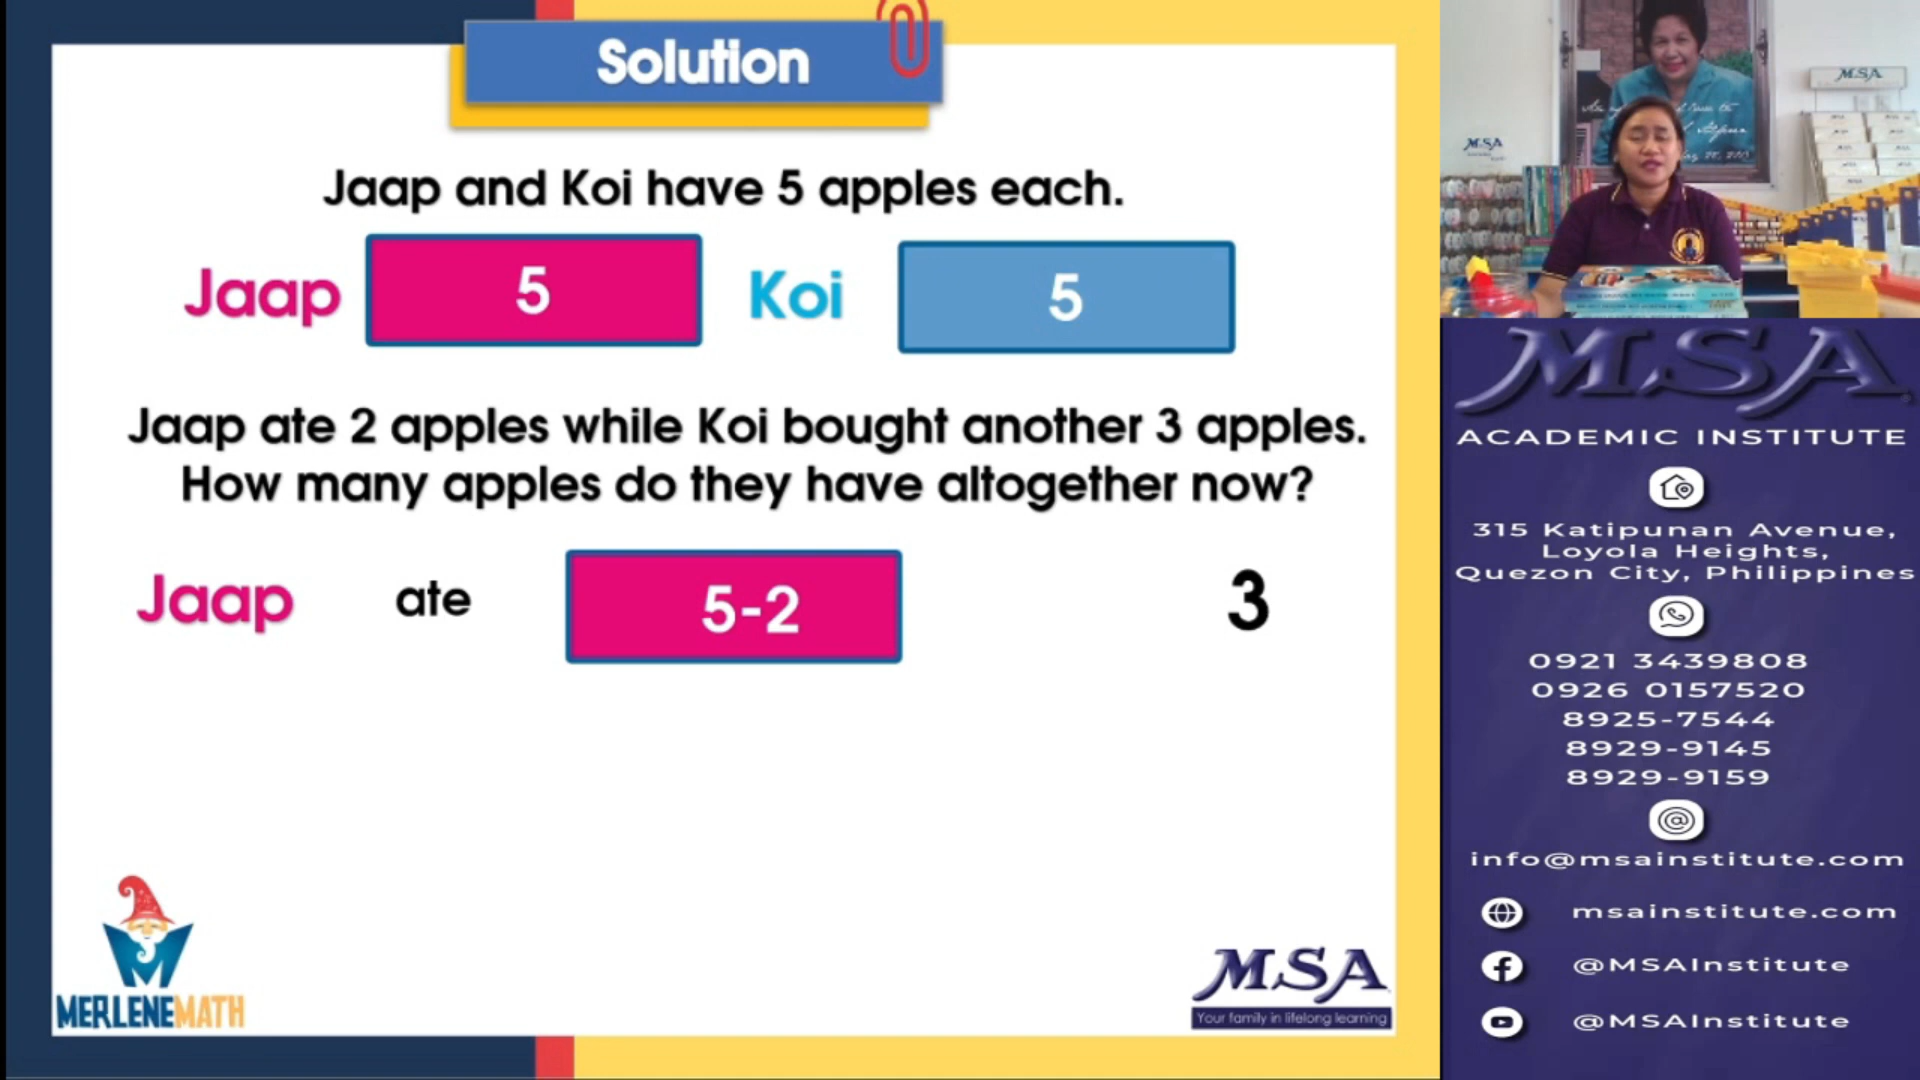 Solution
Jaap and Koi have 5 apples each.
Jaap 5 Koi 5
Jaap ate 2 apples while Koi bought another 3 apples.
How many apples do they have altogether now?
Jaap ate 5-2 3
MERLENEMATH
MSA
Your family in lifelong learning
MSA
MSA
MSA
ACADEMIC INSTITUTE
315 Katipunan Avenue,
Loyola Heights,
Quezon City, Philippines
0921 3439808
0926 0157520
8925-7544
8929-9145
8929-9159
info@msainstitute.com
msainstitute.com
@MSAInstitute
@MSAInstitute